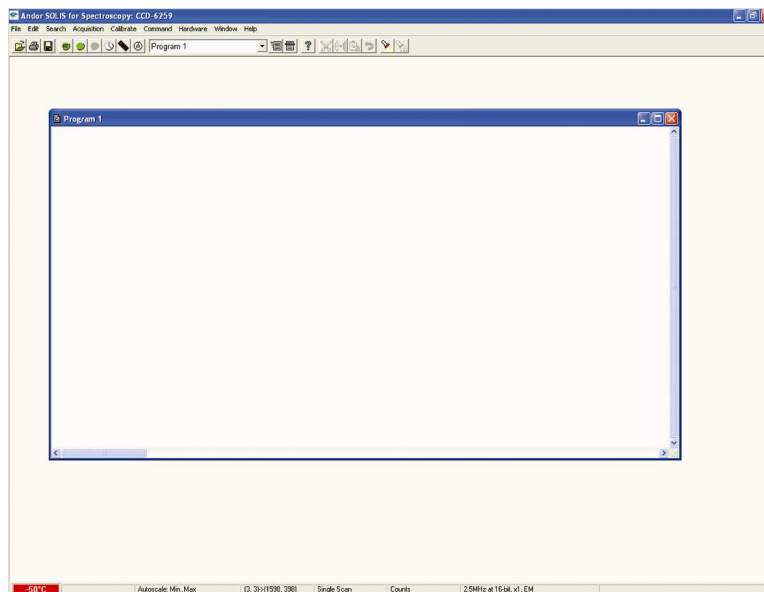 Andor SOLIS for Spectroscopy: CCD-6259
File Edit Search Acquisition Calibrate Command Hardware Window Help
Program 1
Program 1
-50°C Autoscale: Min..Max (3, 3)->(1598, 398) Single Scan Counts 2.5MHz at 16-bit, x1, EM